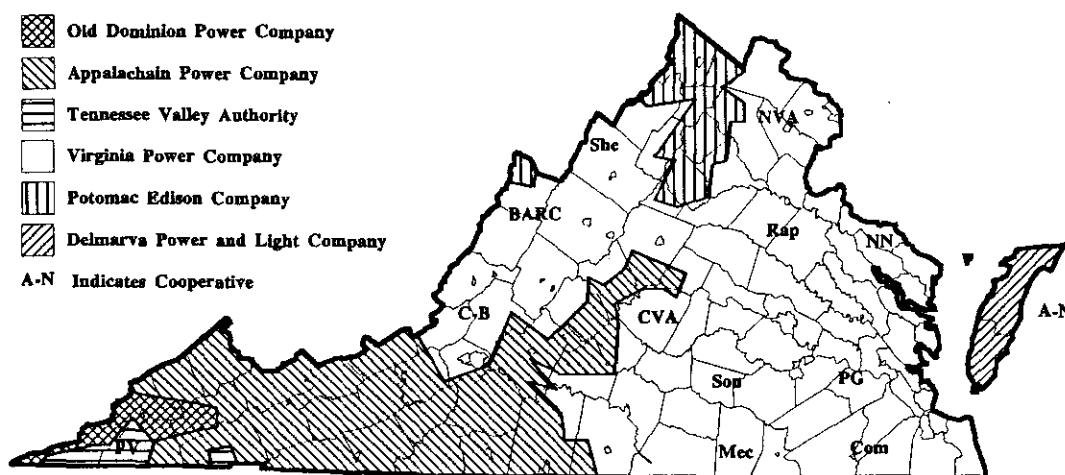 Old Dominion Power Company
Appalachain Power Company
Tennessee Valley Authority
Virginia Power Company
Potomac Edison Company
Delmarva Power and Light Company
A-N Indicates Cooperative
NVA
She
BARC
Rap
NN
C-B
CVA
A-N
Sou
PG
PV
Mec
Com